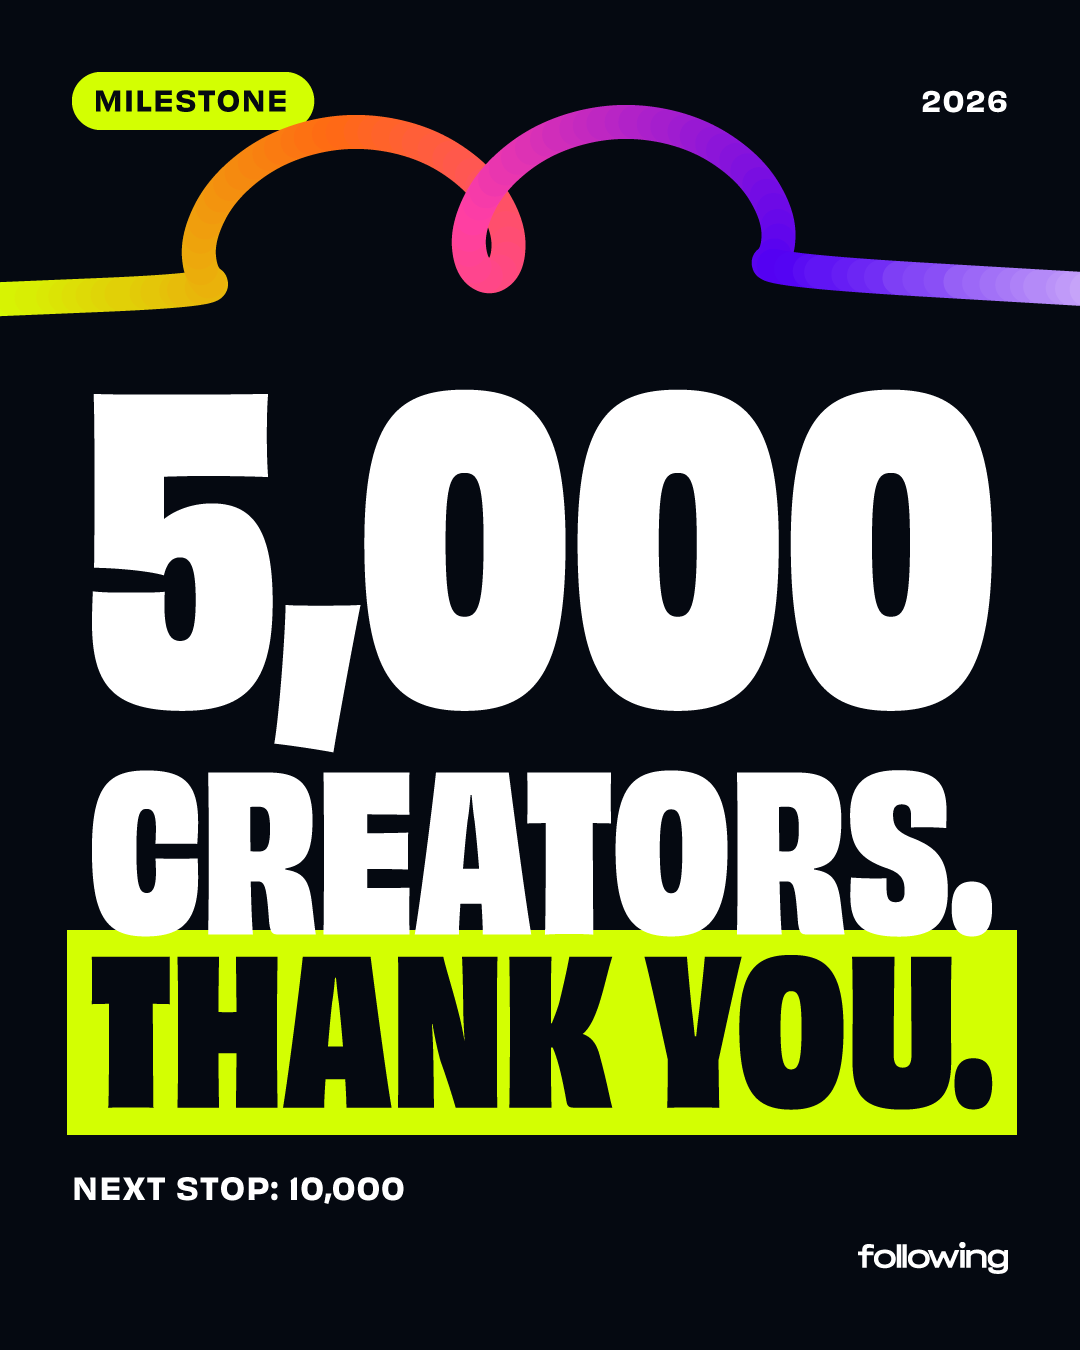 MILESTONE
2026
5,000
CREATORS.
THANK YOU.
NEXT STOP: 10,000
following